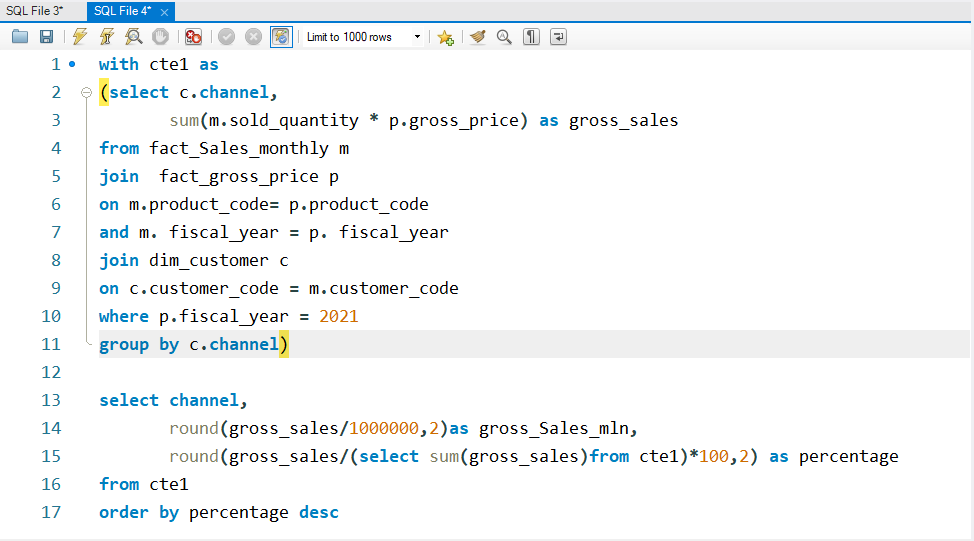 SQL File 3* SQL File 4* ×
Limit to 1000 rows
1 with cte1 as
2 (select c.channel,
3 sum(m.sold_quantity * p.gross_price) as gross_sales
4 from fact_Sales_monthly m
5 join  fact_gross_price p
6 on m.product_code= p.product_code
7 and m. fiscal_year = p. fiscal_year
8 join dim_customer c
9 on c.customer_code = m.customer_code
10 where p.fiscal_year = 2021
11 group by c.channel)
12
13 select channel,
14 round(gross_sales/1000000,2)as gross_Sales_mln,
15 round(gross_sales/(select sum(gross_sales)from cte1)*100,2) as percentage
16 from cte1
17 order by percentage desc